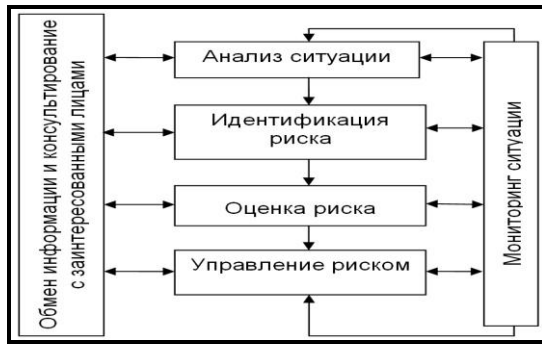 Обмен информации и консультирование
с заинтересованными лицами
Анализ ситуации
Идентификация
риска
Оценка риска
Управление риском
Мониторинг ситуации